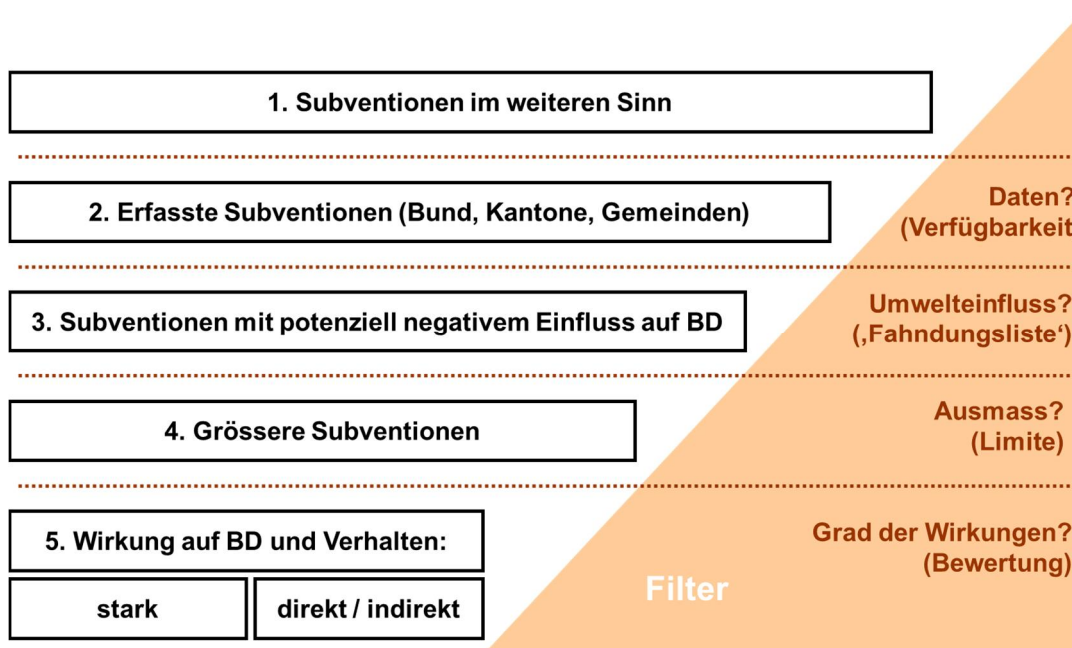 1. Subventionen im weiteren Sinn
2. Erfasste Subventionen (Bund, Kantone, Gemeinden)
Daten?
(Verfügbarkeit
3. Subventionen mit potenziell negativem Einfluss auf BD
Umwelteinfluss?
(‚Fahndungsliste‘)
4. Grössere Subventionen
Ausmass?
(Limite)
5. Wirkung auf BD und Verhalten:
Grad der Wirkungen?
(Bewertung)
stark
direkt / indirekt
Filter